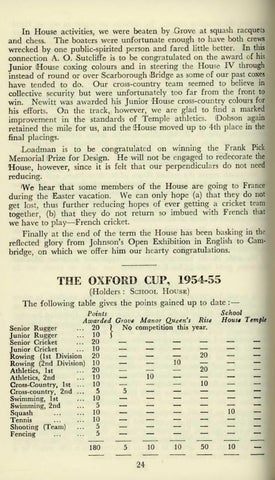 In House activities, we were beaten by Grove at squash racquets
and chess. The boaters were unfortunate enough to have both crews
wrecked by one public-spirited person and fared little better. In this
connection A. O. Sutcliffe is to be congratulated on the award of his
Junior House coxing colours and in steering the House IV through
instead of round or over Scarborough Bridge as some of our past coxes
have tended to do. Our cross-country team seemed to believe in
collective security but were unfortunately too far from the front to
win. Newitt was awarded his Junior House cross-country colours for
his efforts. On the track, however, we are glad to find a marked
improvement in the standards of Temple athletics. Dobson again
retained the mile for us, and the House moved up to 4th place in the
final placings.
Loadman is to be congratulated on winning the Frank Pick
Memorial Prize for Design. He will not be engaged to redecorate the
House, however, since it is felt that our perpendiculars do not need
reducing.
We hear that some members of the House are going to France
during the Easter vacation. We can only hope (a) that they do not
get lost, thus further reducing hopes of ever getting a cricket team
together, (b) that they do not return so imbued with French that
we have to play—French cricket.
Finally at the end of the term the House has been basking in the
reflected glory from Johnson's Open Exhibition in English to Cam-
bridge, on which we offer him our hearty congratulations.
THE OXFORD CUP, 1954-55
(Holders : SCHOOL HOUSE)
The following table gives the points gained up to date :—
Points School
Awarded Grove Manor Queen's Rise House Temple
Senior Rugger ... 20 } No competition this year.
Junior Rugger ... 10 }
Senior Cricket ... 20 — — — — — —
Junior Cricket ... 10 — — — — — —
Rowing (1st Division 20 — — — 20 — —
Rowing (2nd Division) 10 — — 10 — — —
Athletics, 1st ... 20 — — — 20 — —
Athletics, 2nd ... 10 — 10 — — — —
Cross-Country, 1st ... 10 — — — 10 — —
Cross-country, 2nd ... 5 5 — — — — —
Swimming, 1st ... 10 — — — — — —
Swimming, 2nd ... 5 — — — — — —
Squash ... ... 10 — — — — 10 —
Tennis ... ... 10 — — — — — —
Shooting (Team) ... 5 — — — — — —
Fencing ... ... 5 — — — — — —
180 5 10 10 50 10 —
24